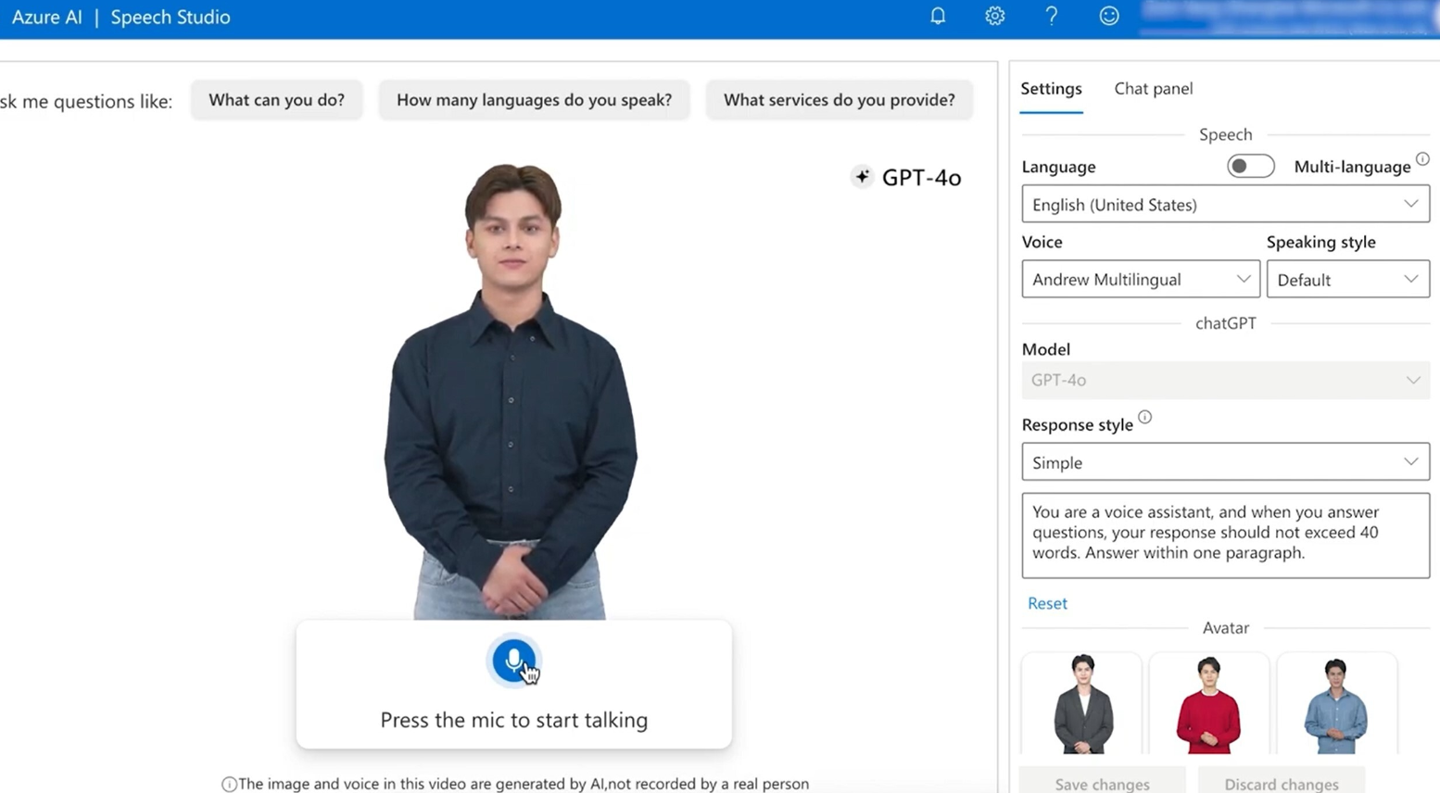 Azure AI | Speech Studio
sk me questions like:
What can you do?
How many languages do you speak?
What services do you provide?
GPT-4o
Press the mic to start talking
The image and voice in this video are generated by AI,not recorded by a real person
Settings
Chat panel
Speech
Language
Multi-language
English (United States)
Voice
Speaking style
Andrew Multilingual
Default
chatGPT
Model
GPT-4o
Response style
Simple
You are a voice assistant, and when you answer
questions, your response should not exceed 40
words. Answer within one paragraph.
Reset
Avatar
Save changes
Discard changes